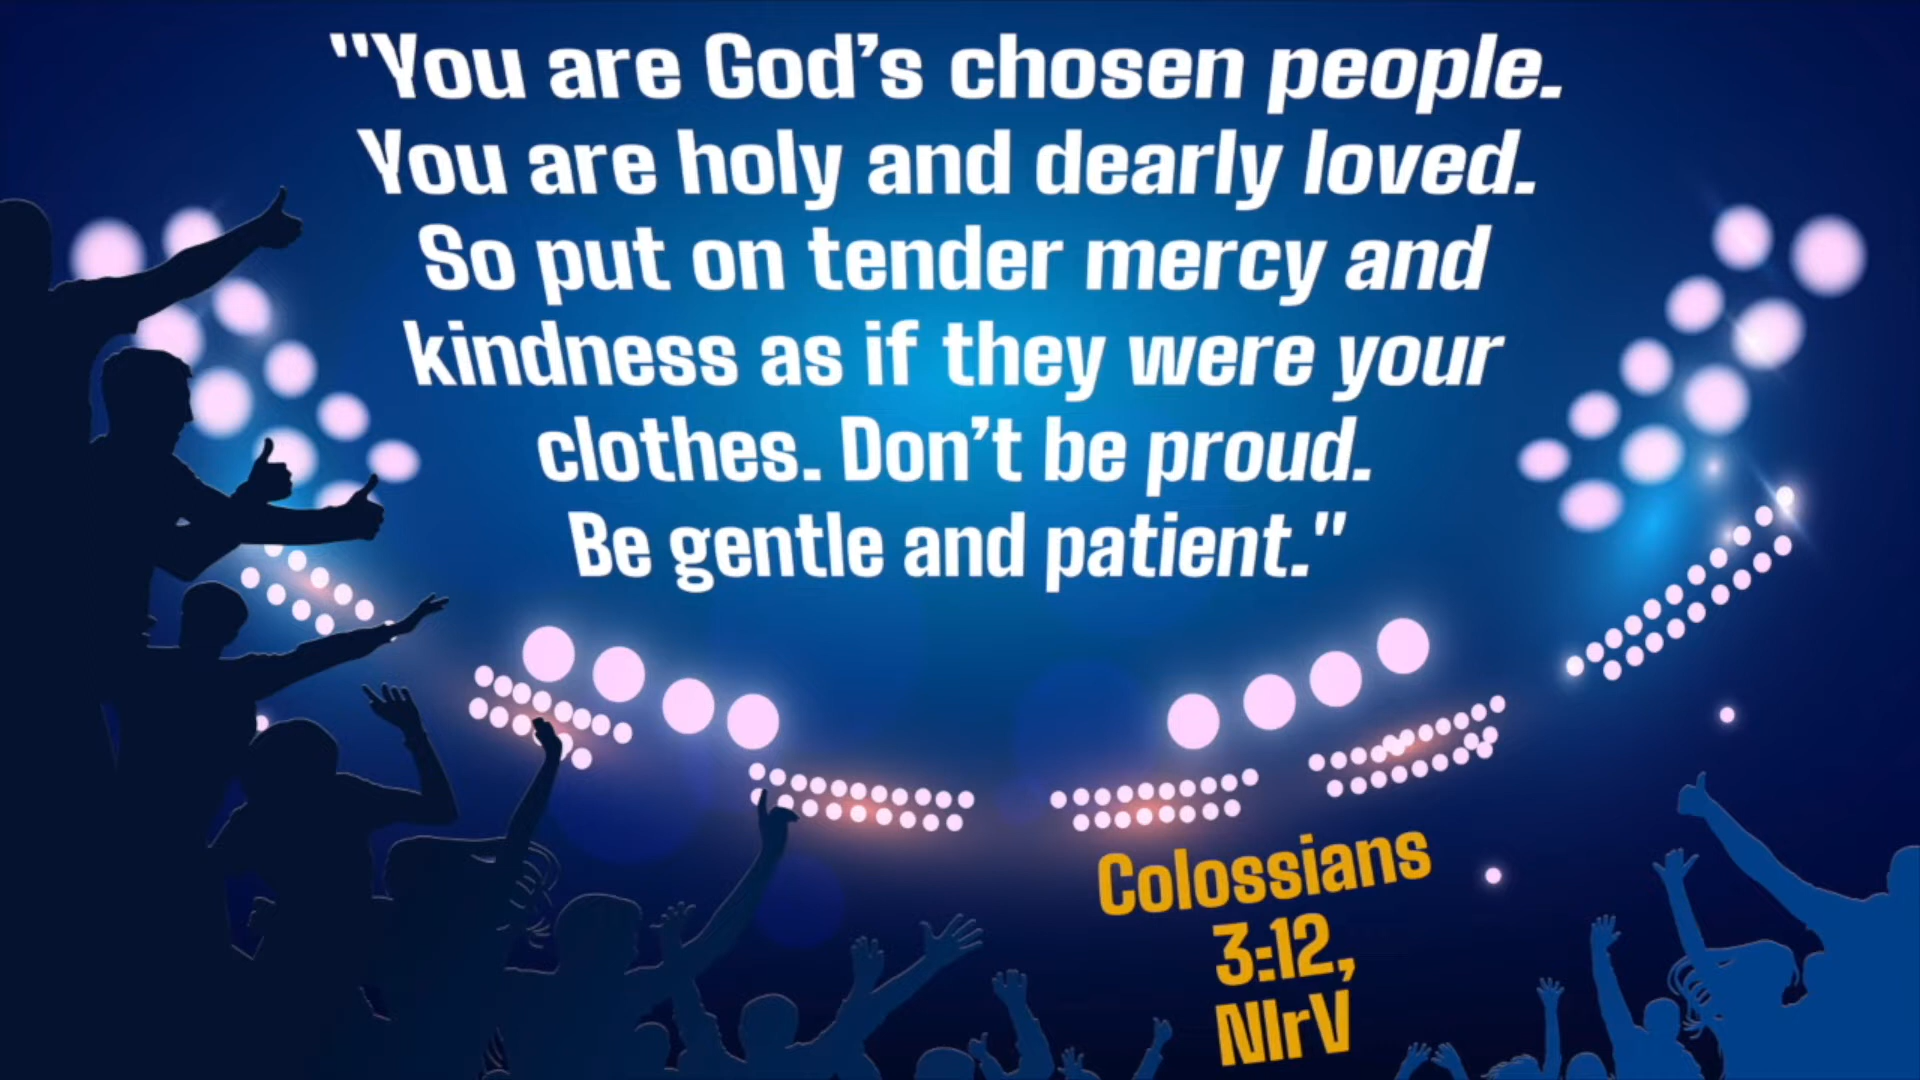 "You are God’s chosen people.
You are holy and dearly loved.
So put on tender mercy and
kindness as if they were your
clothes. Don’t be proud.
Be gentle and patient."
Colossians
3:12,
NIrV